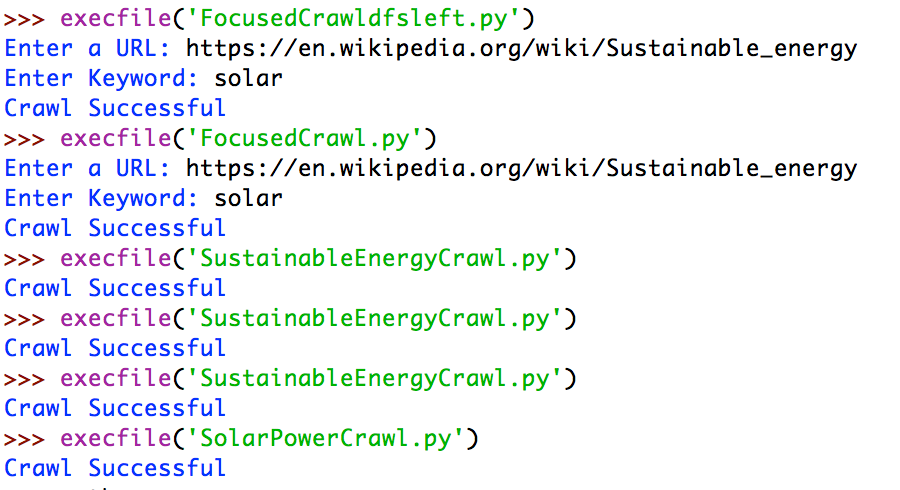 >>> execfile('FocusedCrawldfsleft.py')
Enter a URL: https://en.wikipedia.org/wiki/Sustainable_energy
Enter Keyword: solar
Crawl Successful
>>> execfile('FocusedCrawl.py')
Enter a URL: https://en.wikipedia.org/wiki/Sustainable_energy
Enter Keyword: solar
Crawl Successful
>>> execfile('SustainableEnergyCrawl.py')
Crawl Successful
>>> execfile('SustainableEnergyCrawl.py')
Crawl Successful
>>> execfile('SustainableEnergyCrawl.py')
Crawl Successful
>>> execfile('SolarPowerCrawl.py')
Crawl Successful